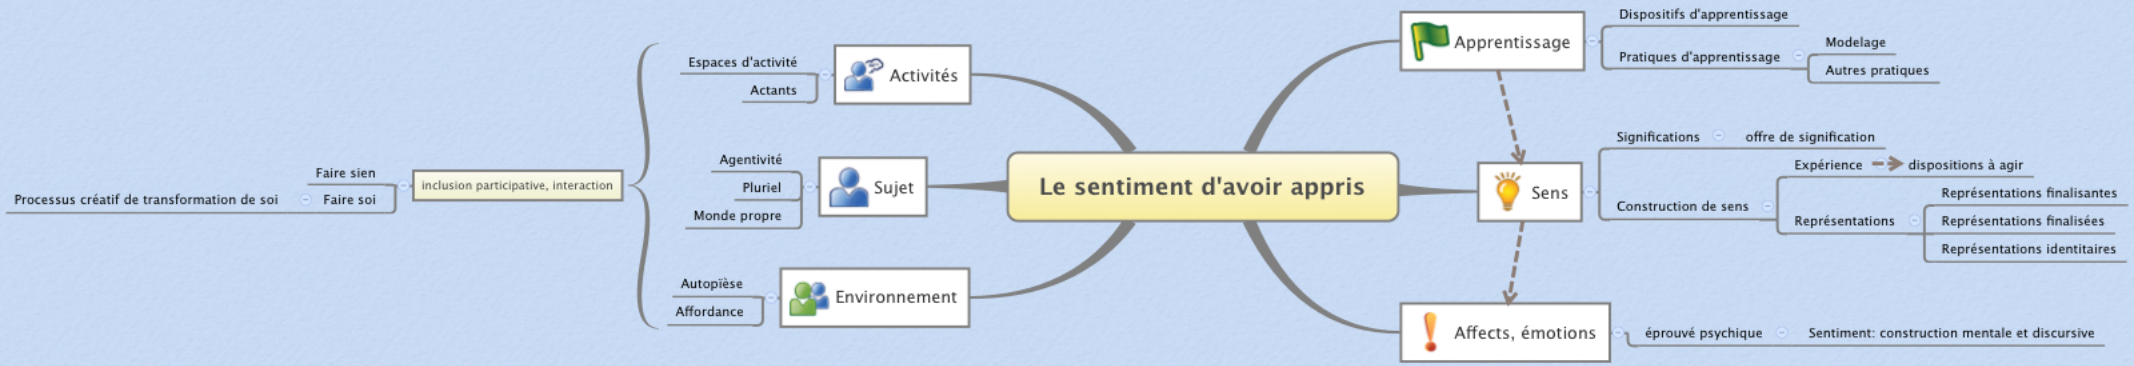 Le sentiment d'avoir appris
Apprentissage
Dispositifs d'apprentissage
Pratiques d'apprentissage
Modelage
Autres pratiques
Sens
Significations
offre de signification
Construction de sens
Expérience
dispositions à agir
Représentations
Représentations finalisantes
Représentations finalisées
Représentations identitaires
Affects, émotions
éprouvé psychique
Sentiment: construction mentale et discursive
Activités
Espaces d'activité
Actants
Sujet
Agentivité
Pluriel
Monde propre
Environnement
Autopïèse
Affordance
inclusion participative, interaction
Faire sien
Faire soi
Processus créatif de transformation de soi